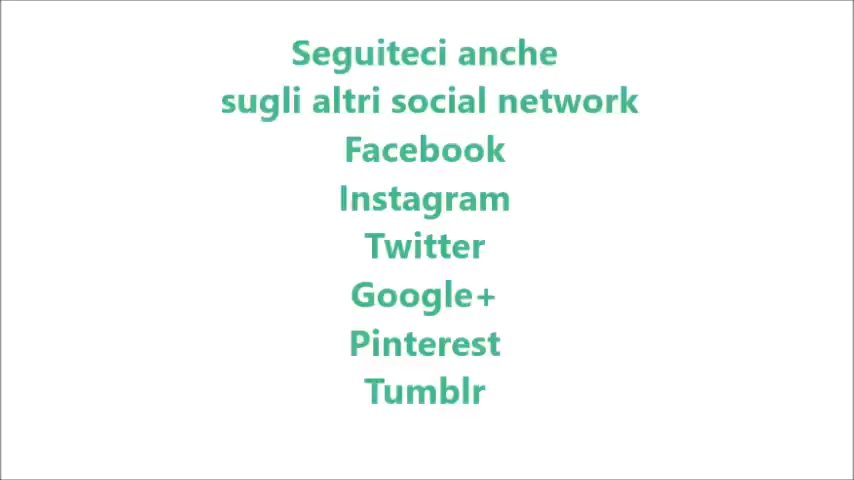 Seguiteci anche
sugli altri social network
Facebook
Instagram
Twitter
Google+
Pinterest
Tumblr